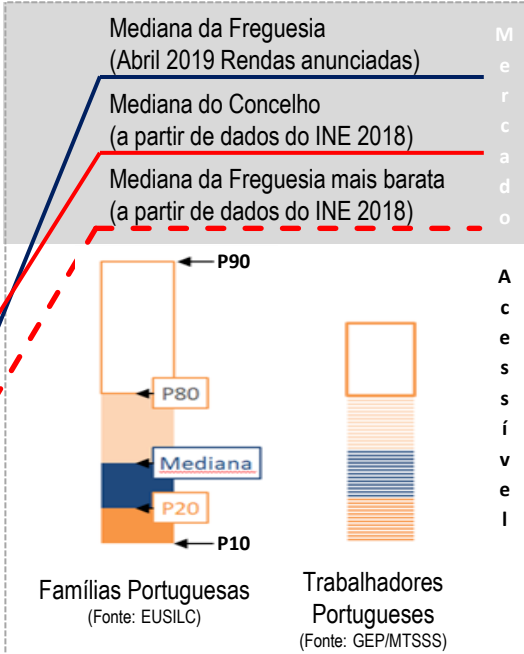 Mediana da Freguesia
(Abril 2019 Rendas anunciadas)
Mediana do Concelho
(a partir de dados do INE 2018)
Mediana da Freguesia mais barata
(a partir de dados do INE 2018)
Mercado
P90
P80
Mediana
P20
P10
Acessível
Famílias Portuguesas
(Fonte: EUSILC)
Trabalhadores
Portugueses
(Fonte: GEP/MTSSS)